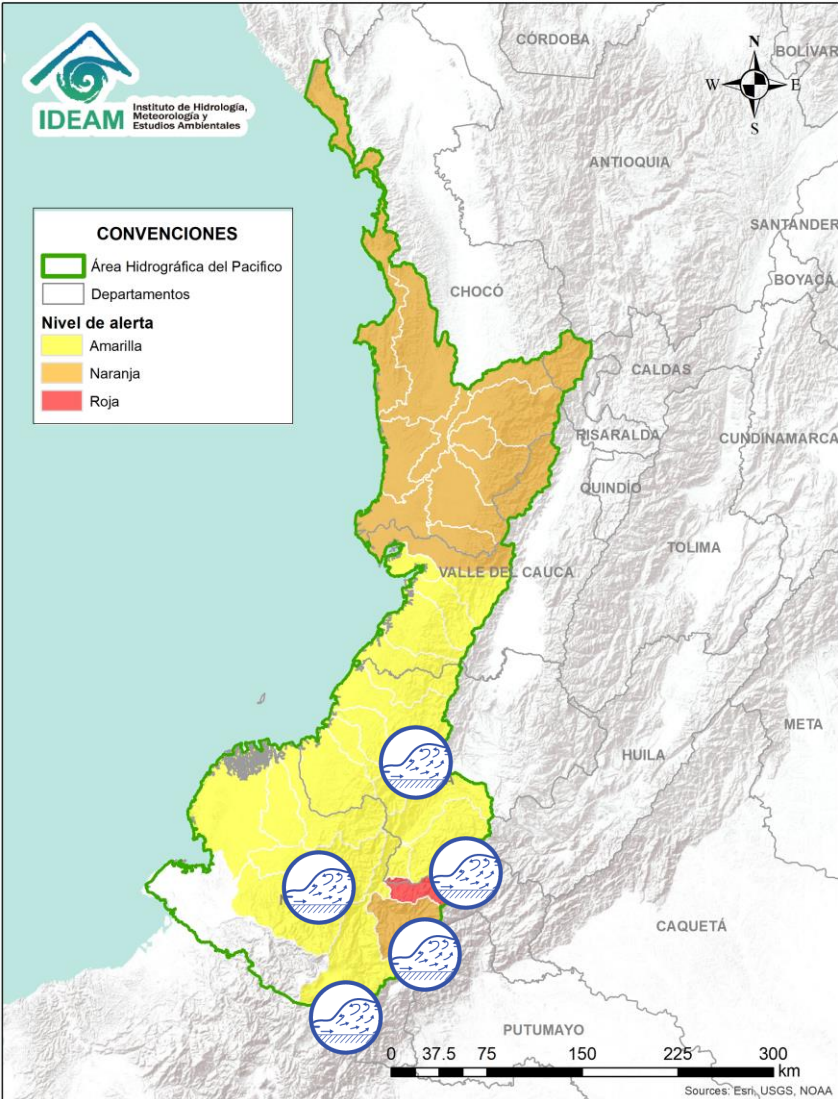 IDEAM
Instituto de Hidrología,
Meteorología y
Estudios Ambientales
CÓRDOBA
BOLÍVAR
N
W
E
S
ANTIOQUIA
SANTANDER
BOYACÁ
CONVENCIONES
Área Hidrográfica del Pacifico
Departamentos
Nivel de alerta
Amarilla
Naranja
Roja
CHOCÓ
CALDAS
RISARALDA
CUNDINAMARCA
QUINDÍO
TOLIMA
VALLE DEL CAUCA
META
HUILA
CAQUETÁ
PUTUMAYO
0 37.5 75 150 225 300
km
Sources: Esri, USGS, NOAA